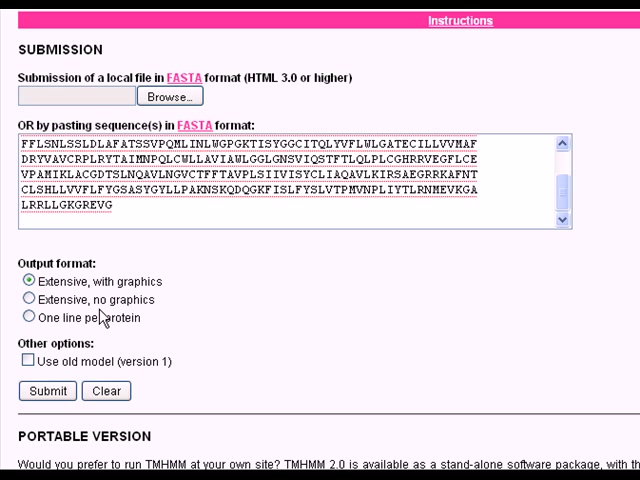 Instructions
SUBMISSION
Submission of a local file in FASTA format (HTML 3.0 or higher)
Browse...
OR by pasting sequence(s) in FASTA format:
FFLSNLSSLDLAFATSSVPQMLINLWGPGKTISYGGCITQLYVFLWLGATECILLVVMAF
DRYVAVCRPLRYTAIMNPQLCWLLAVIAWLGGLGNSVIQSTFTLQLPLCGHRRVEGFLCE
VPAMIKLACGDTSLNQAVLNGVCTFFTAVPLSIIVISYCLIAQAVLKIRSAEGRRKAFNT
CLSHLLVVFLFYGSASYGYLLPAKNSKQDQGKFISLFYSLVTPMVNPLIYTLRNMEVKGA
LRRLLGKGREVG
Output format:
Extensive, with graphics
Extensive, no graphics
One line per protein
Other options:
Use old model (version 1)
Submit Clear
PORTABLE VERSION
Would you prefer to run TMHMM at your own site? TMHMM 2.0 is available as a stand-alone software package, with the